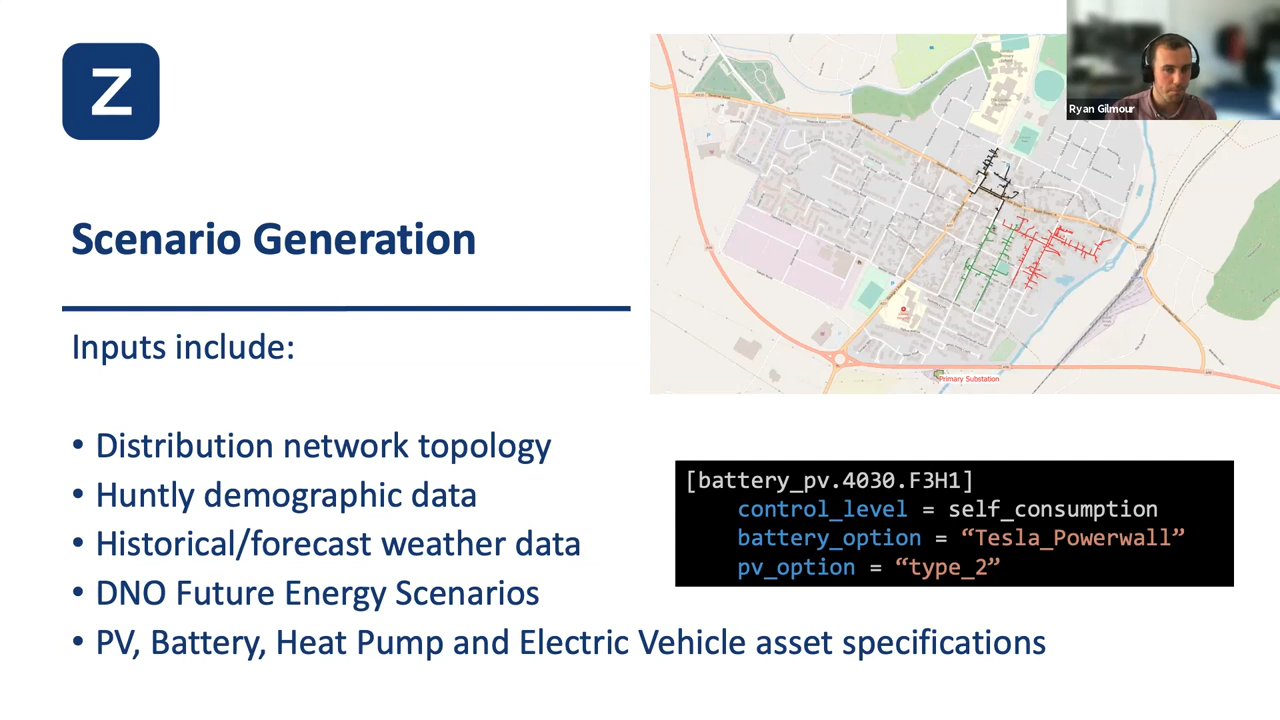 Z
Ryan Gilmour
Scenario Generation
Primary Substation
Inputs include:
• Distribution network topology
• Huntly demographic data
• Historical/forecast weather data
• DNO Future Energy Scenarios
• PV, Battery, Heat Pump and Electric Vehicle asset specifications
[battery_pv.4030.F3H1]
control_level = self_consumption
battery_option = “Tesla_Powerwall”
pv_option = “type_2”